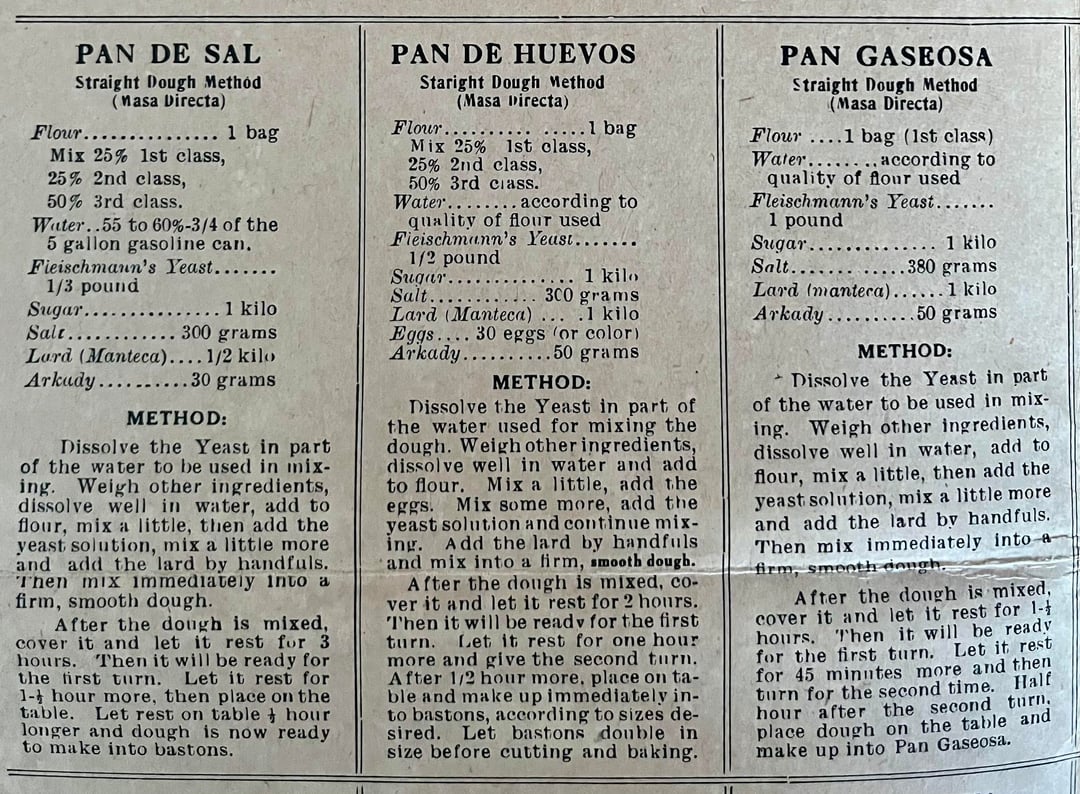 PAN DE SAL
Straight Dough Method
(Masa Directa)
Flour............... 1 bag
Mix 25% 1st class,
25% 2nd class,
50% 3rd class.
Water..55 to 60%-3/4 of the
5 gallon gasoline can.
Fleischmann's Yeast.......
1/3 pound
Sugar...............1 kilo
Salt............300 grams
Lard (Manteca)....1/2 kilo
Arkady..........30 grams
METHOD:
Dissolve the Yeast in part
of the water to be used in mix-
ing. Weigh other ingredients,
dissolve well in water, add to
flour, mix a little, then add the
yeast solution, mix a little more
and add the lard by handfuls.
Then mix immediately into a
firm, smooth dough.
After the dough is mixed,
cover it and let it rest for 3
hours. Then it will be ready for
the first turn. Let it rest for
1-½ hour more, then place on the
table. Let rest on table ½ hour
longer and dough is now ready
to make into bastons.
PAN DE HUEVOS
Staright Dough Method
(Masa Directa)
Flour.......... .....1 bag
Mix 25% 1st class,
25% 2nd class,
50% 3rd class.
Water........according to
quality of flour used
Fleischmann's Yeast.......
1/2 pound
Sugar.............. 1 kilo
Salt............ 300 grams
Lard (Manteca) ... .1 kilo
Eggs.... 30 eggs (or color)
Arkady..........50 grams
METHOD:
Dissolve the Yeast in part of
the water used for mixing the
dough. Weigh other ingredients,
dissolve well in water and add
to flour. Mix a little, add the
eggs. Mix some more, add the
yeast solution and continue mix-
ing. Add the lard by handfuls
and mix into a firm, smooth dough.
After the dough is mixed, co-
ver it and let it rest for 2 hours.
Then it will be ready for the first
turn. Let it rest for one hour
more and give the second turn.
After 1/2 hour more, place on ta-
ble and make up immediately in-
to bastons, according to sizes de-
sired. Let bastons double in
size before cutting and baking.
PAN GASEOSA
Straight Dough Method
(Masa Directa)
Flour ....1 bag (1st class)
Water........according to
quality of flour used
Fleischmann's Yeast.......
1 pound
Sugar.............. 1 kilo
Salt...... ......380 grams
Lard (manteca)......1 kilo
Arkady..........50 grams
METHOD:
Dissolve the Yeast in part
of the water to be used in mix-
ing. Weigh other ingredients,
dissolve well in water, add to
flour, mix a little, then add the
yeast solution, mix a little more
and add the lard by handfuls.
Then mix immediately into a
firm, smooth dough.
After the dough is mixed,
cover it and let it rest for 1-½
hours. Then it will be ready
for the first turn. Let it rest
for 45 minutes more and then
turn for the second time. Half
hour after the second turn,
place dough on the table and
make up into Pan Gaseosa.